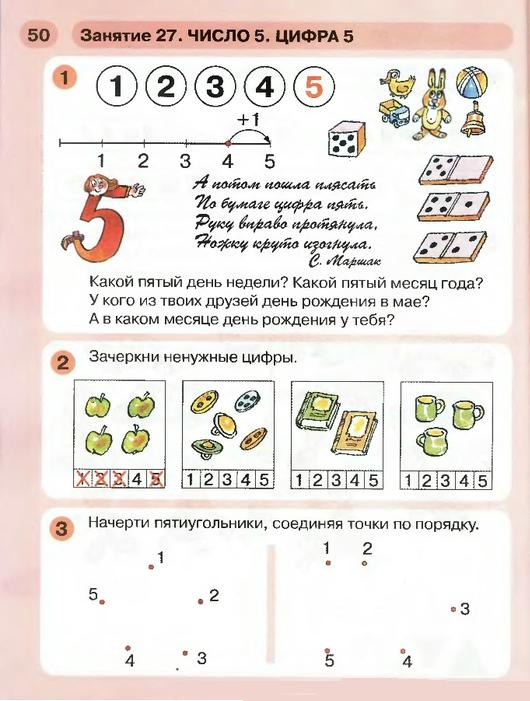 50 Занятие 27. ЧИСЛО 5. ЦИФРА 5
1
1 2 3 4 5
+1
1 2 3 4 5
5
А потом пошла плясать
По бумаге цифра пять.
Руку вправо протянула,
Ножку круто изогнула.
С. Маршак
Какой пятый день недели? Какой пятый месяц года?
У кого из твоих друзей день рождения в мае?
А в каком месяце день рождения у тебя?
2 Зачеркни ненужные цифры.
1 2 3 4 5 1 2 3 4 5 1 2 3 4 5 1 2 3 4 5
3 Начерти пятиугольники, соединяя точки по порядку.
1 2
1
5 2
3
4 3
5 4